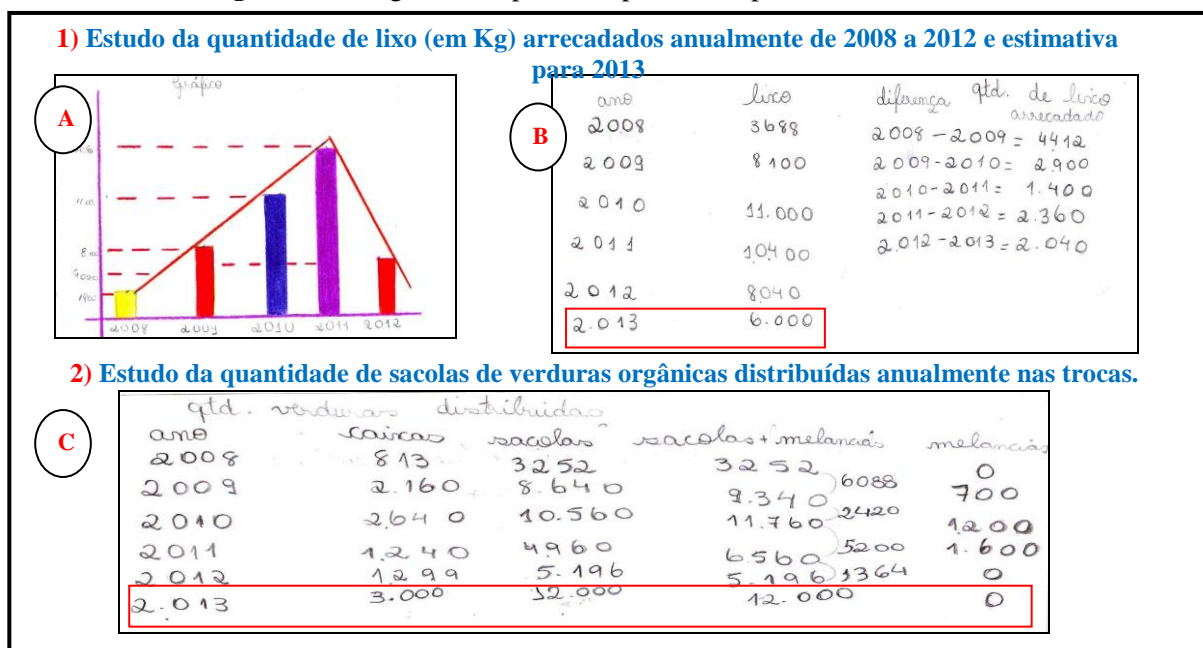 1) Estudo da quantidade de lixo (em Kg) arrecadados anualmente de 2008 a 2012 e estimativa
para 2013
A
gráfico
2008 2009 2010 2011 2012
B
ano lixo diferença qtd. de lixo
arrecadado
2008 3688 2008-2009= 4412
2009 8100 2009-2010= 2.900
2010-2011= 1.400
2010 11.000 2011-2012=2.360
2011 10400 2.012-2013=2.040
2012 8040
2.013 6.000
2) Estudo da quantidade de sacolas de verduras orgânicas distribuídas anualmente nas trocas.
C
qtd. verduras distribuidas
ano caixas sacolas sacolas+melancias melancias
2008 813 3252 3252 0
6088
2009 2.160 8.640 9.340 700
2420
2010 2640 10.560 11.760 1200
5200
2011 1.240 4960 6560 1.600
1364
2012 1.299 5.196 5.196 0
2.013 3.000 12.000 12.000 0